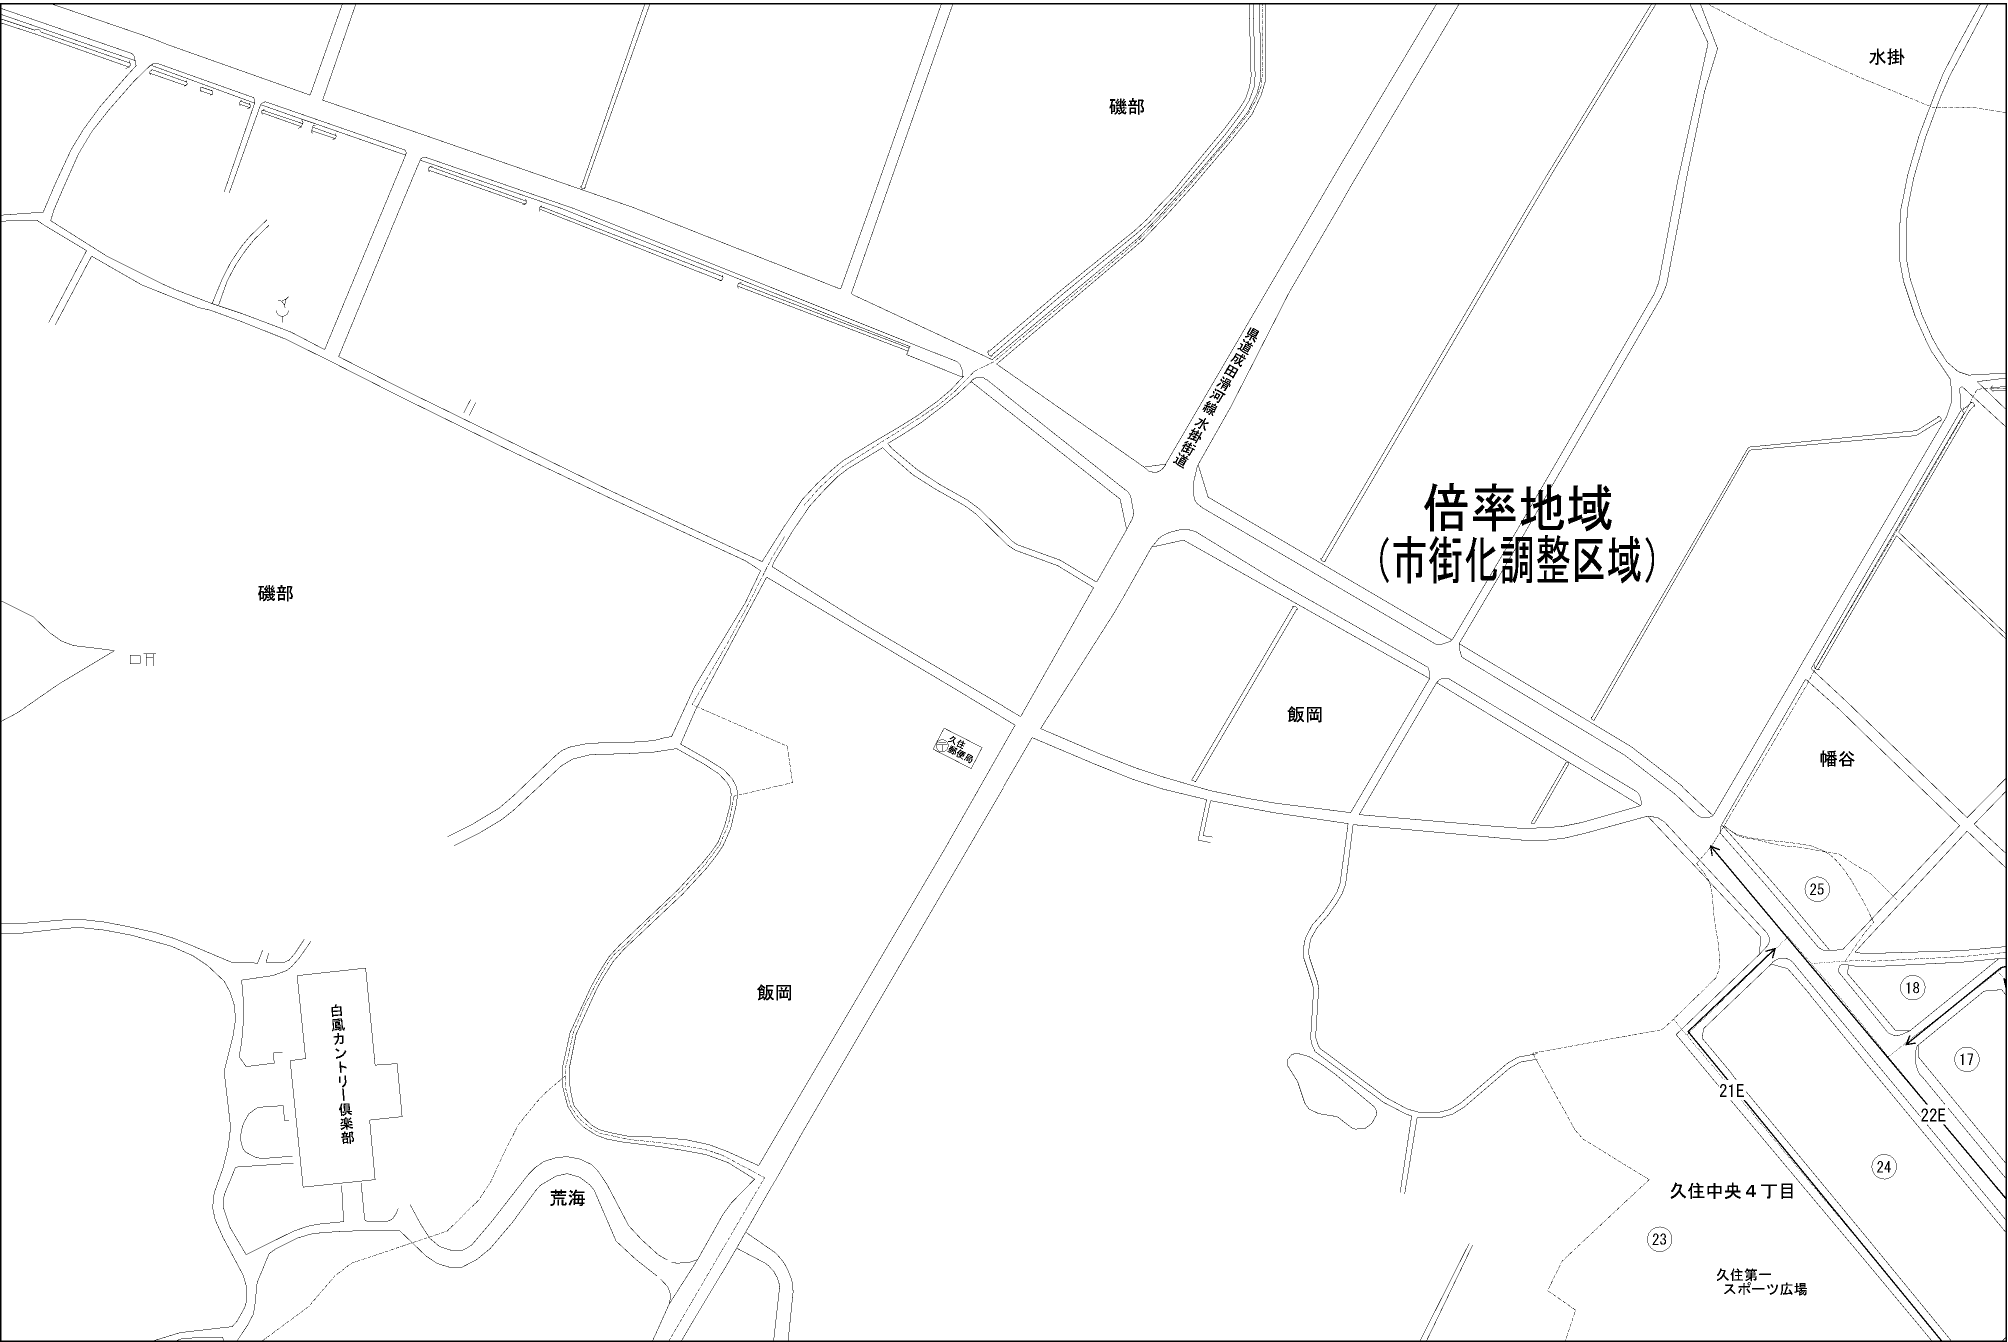 水掛
磯部
県道成田滑河線 水掛街道
倍率地域
（市街化調整区域）
磯部
飯岡
久住
郵便局
幡谷
25
18
17
飯岡
白鳳カントリー倶楽部
21E
22E
24
荒海
久住中央４丁目
23
久住第一
スポーツ広場